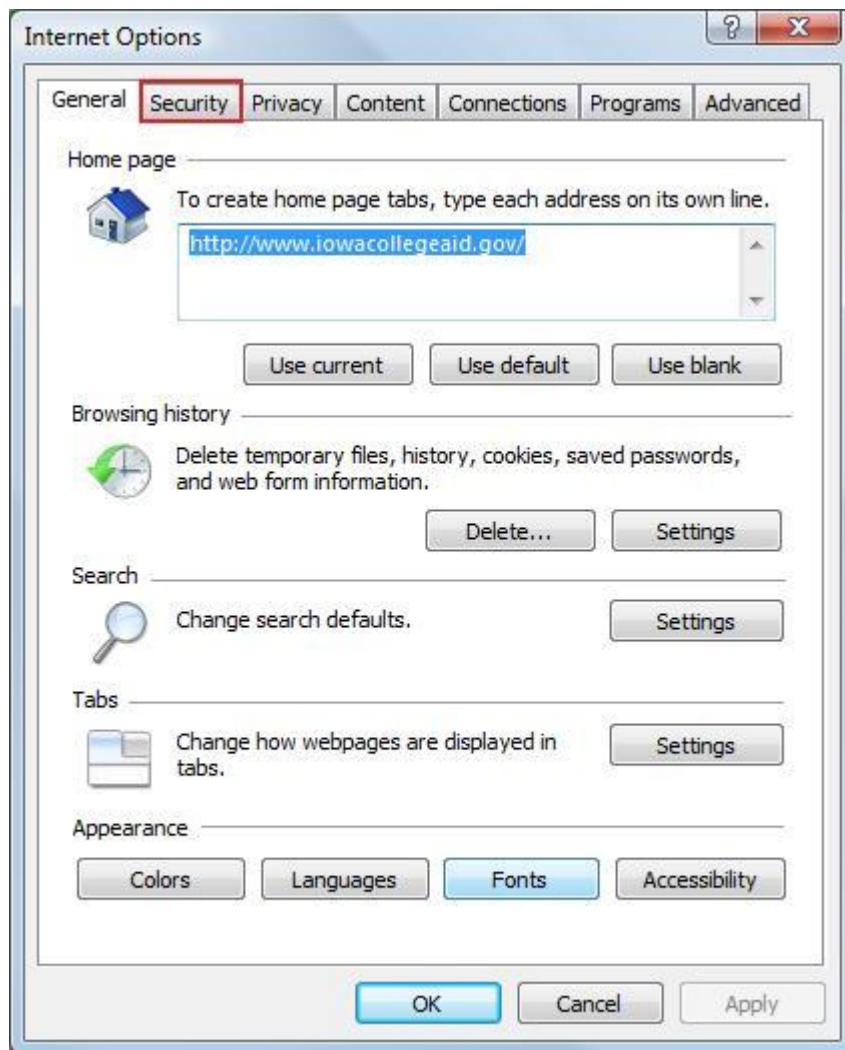 Internet Options
General Security Privacy Content Connections Programs Advanced
Home page
To create home page tabs, type each address on its own line.
http://www.iowacollegeaid.gov/
Use current Use default Use blank
Browsing history
Delete temporary files, history, cookies, saved passwords,
and web form information.
Delete... Settings
Search
Change search defaults. Settings
Tabs
Change how webpages are displayed in
tabs.
Settings
Appearance
Colors Languages Fonts Accessibility
OK Cancel Apply